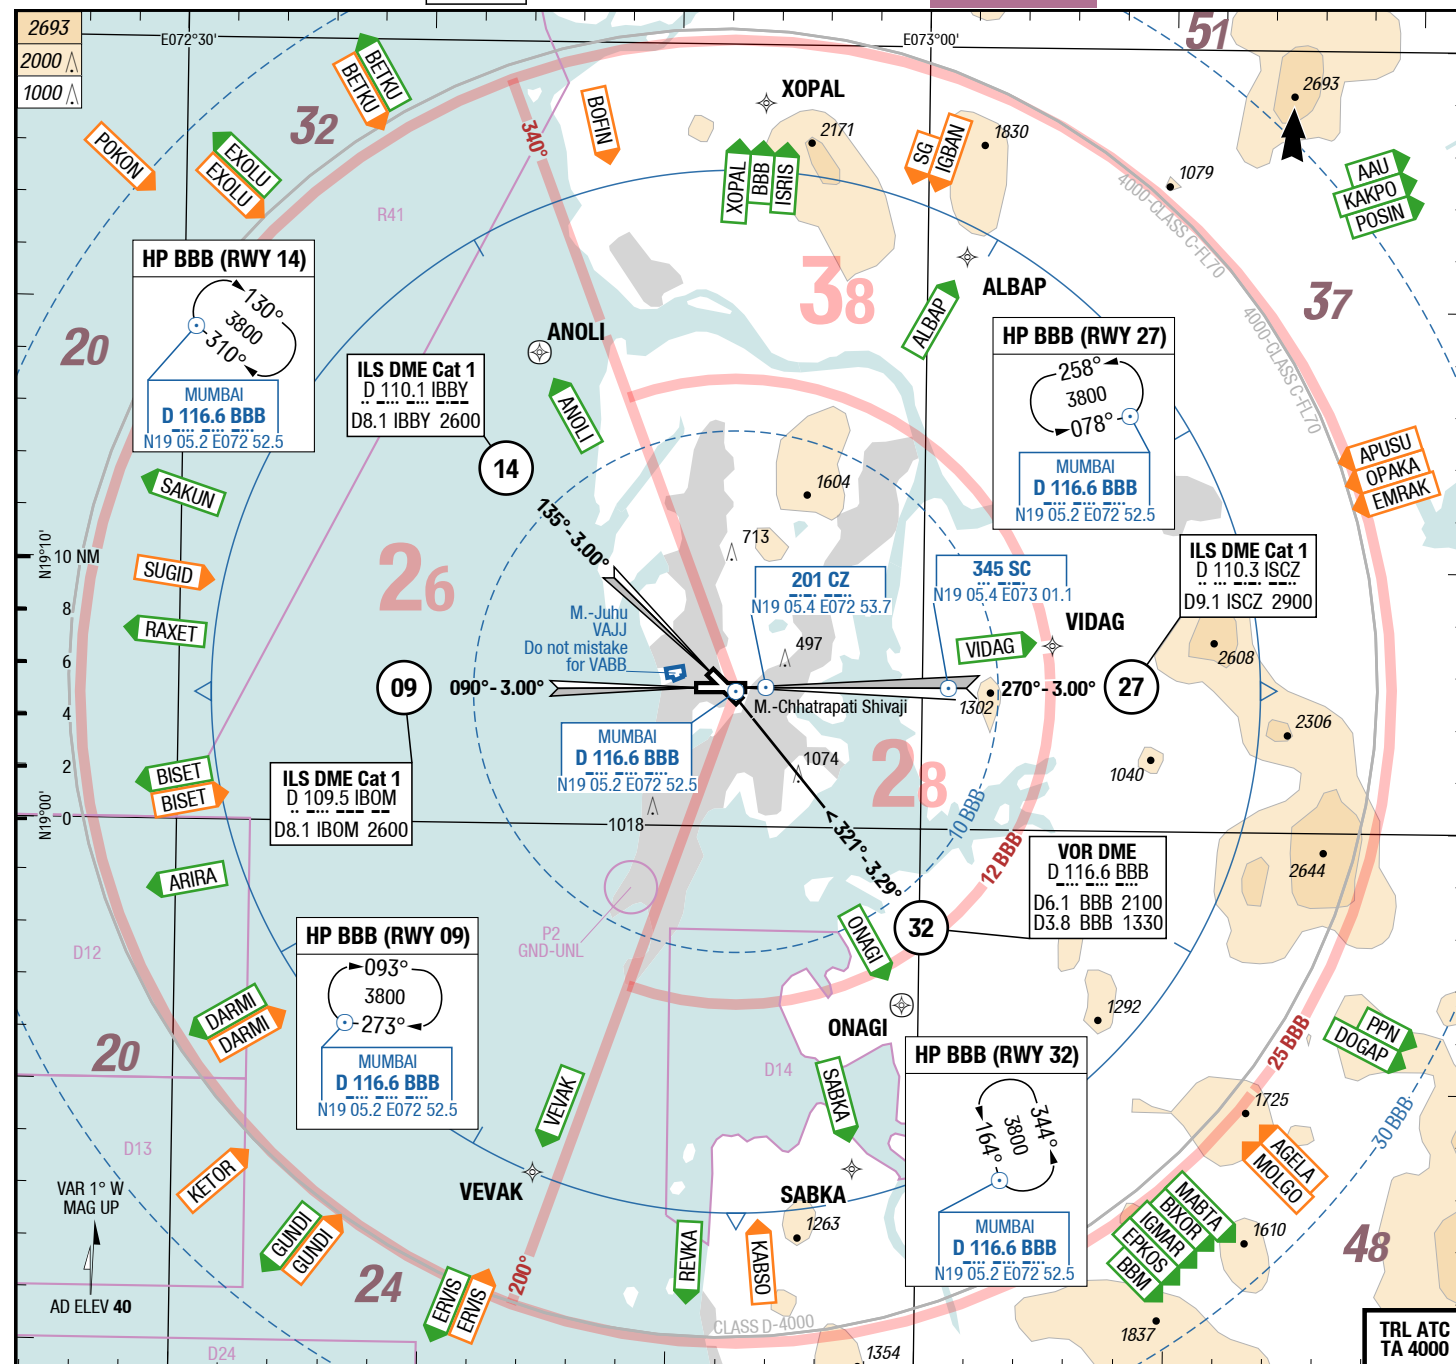 2693
2000
1000
E072°30'
E073°00'
51
32
BETKU
BETKU
BOFIN
XOPAL
2171
SG
IGBAN
1830
2693
1079
POKON
EXOLU
EXOLU
340°
XOPAL
BBB
ISRIS
AAU
KAKPO
POSIN
4000-CLASS C-FL70
4000-CLASS C-FL70
R41
HP BBB (RWY 14)
130°
3800
310°
MUMBAI
D 116.6 BBB
N19 05.2 E072 52.5
20
38
ALBAP
ALBAP
37
ANOLI
ANOLI
ILS DME Cat 1
D 110.1 IBBY
D8.1 IBBY 2600
14
HP BBB (RWY 27)
258°
3800
078°
MUMBAI
D 116.6 BBB
N19 05.2 E072 52.5
APUSU
OPAKA
EMRAK
SAKUN
1604
135°-3.00°
713
N19°10'
10 NM
8
6
4
2
0
N19°00'
SUGID
RAXET
26
M.-Juhu
VAJJ
Do not mistake
for VABB
201 CZ
N19 05.4 E072 53.7
345 SC
N19 05.4 E073 01.1
ILS DME Cat 1
D 110.3 ISCZ
D9.1 ISCZ 2900
VIDAG
VIDAG
497
2608
09
090°-3.00°
270°-3.00°
27
1302
M.-Chhatrapati Shivaji
2306
MUMBAI
D 116.6 BBB
N19 05.2 E072 52.5
1074
28
1040
BISET
BISET
ILS DME Cat 1
D 109.5 IBOM
D8.1 IBOM 2600
1018
10 BBB
12 BBB
<321°-3.29°
VOR DME
D 116.6 BBB
D6.1 BBB 2100
D3.8 BBB 1330
2644
ARIRA
P2
GND-UNL
32
ONAGI
ONAGI
D12
HP BBB (RWY 09)
093°
3800
273°
MUMBAI
D 116.6 BBB
N19 05.2 E072 52.5
DARMI
DARMI
20
1292
PPN
DOGAP
25 BBB
30 BBB
D14
VEVAK
VEVAK
SABKA
SABKA
HP BBB (RWY 32)
344°
3800
164°
MUMBAI
D 116.6 BBB
N19 05.2 E072 52.5
1725
AGELA
MOLGO
D13
KETOR
VAR 1° W
MAG UP
AD ELEV 40
GUNDI
GUNDI
24
ERVIS
ERVIS
200°
REVKA
KABSO
1263
MABTA
BIXOR
IGMAR
EPKOS
BBM
1610
48
CLASS D-4000
1837
1354
D24
TRL ATC
TA 4000